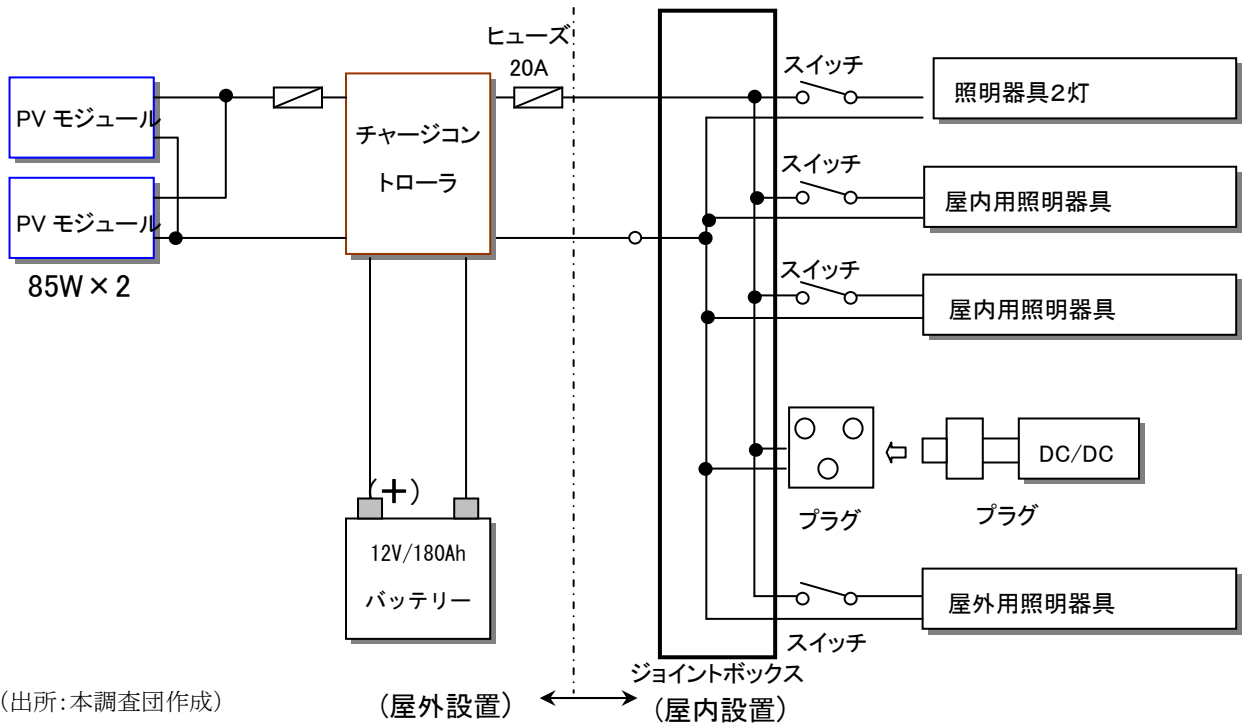 ヒューズ
20A
スイッチ
PV モジュール
チャージコン
トローラ
照明器具2灯
スイッチ
PV モジュール
屋内用照明器具
85W×2
スイッチ
屋内用照明器具
DC/DC
プラグ
プラグ
(+)
12V/180Ah
バッテリー
屋外用照明器具
スイッチ
ジョイントボックス
(出所:本調査団作成)
(屋外設置)
(屋内設置)